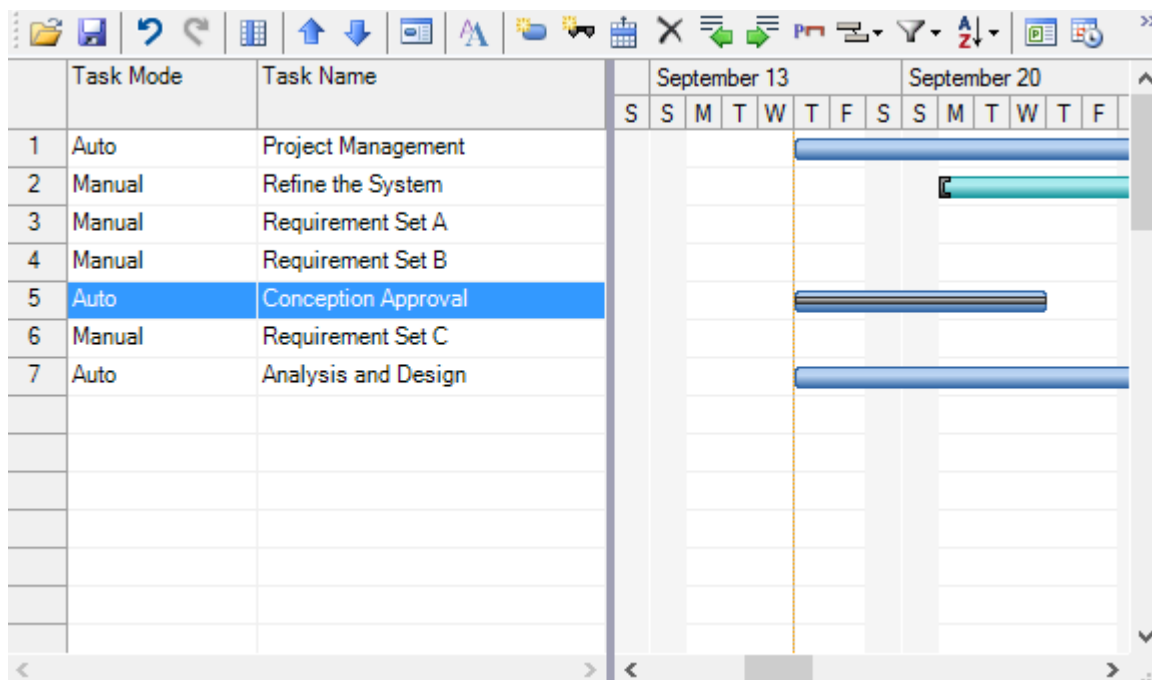 Task Mode Task Name September 13 September 20
S S M T W T F S S M T W T F
1 Auto Project Management
2 Manual Refine the System
3 Manual Requirement Set A
4 Manual Requirement Set B
5 Auto Conception Approval
6 Manual Requirement Set C
7 Auto Analysis and Design